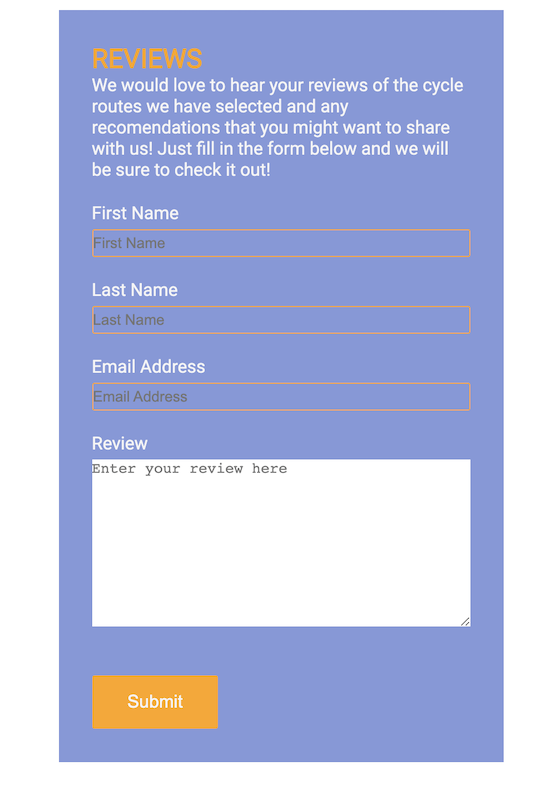 REVIEWS
We would love to hear your reviews of the cycle
routes we have selected and any
recomendations that you might want to share
with us! Just fill in the form below and we will
be sure to check it out!
First Name
First Name
Last Name
Last Name
Email Address
Email Address
Review
Enter your review here
Submit